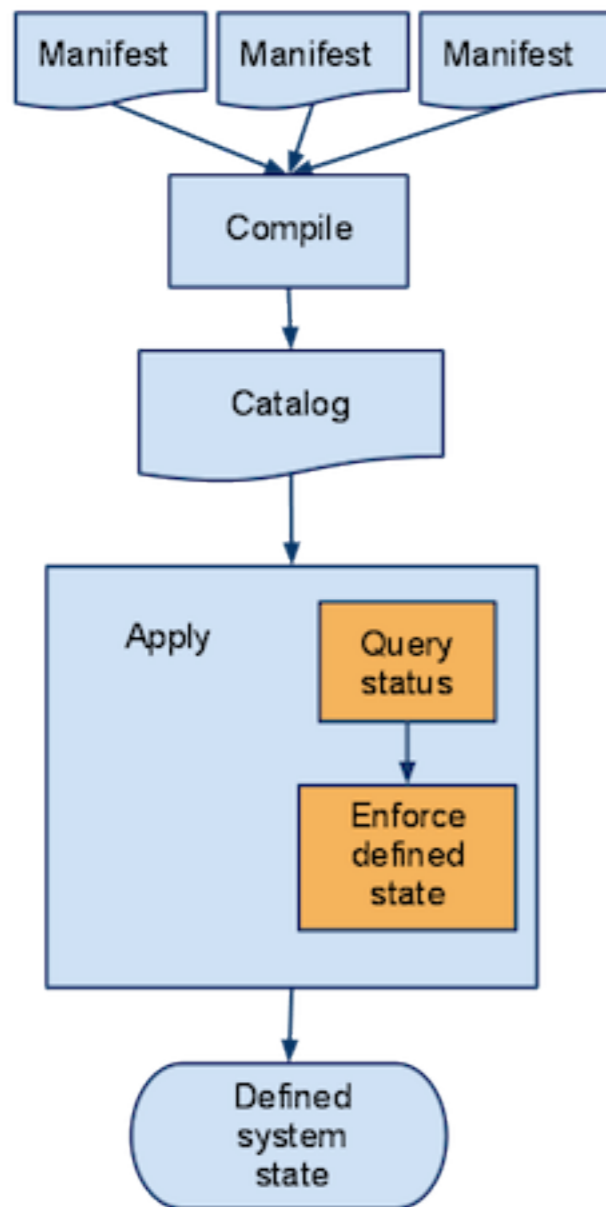 Manifest Manifest Manifest
Compile
Catalog
Apply
Query
status
Enforce
defined
state
Defined
system
state